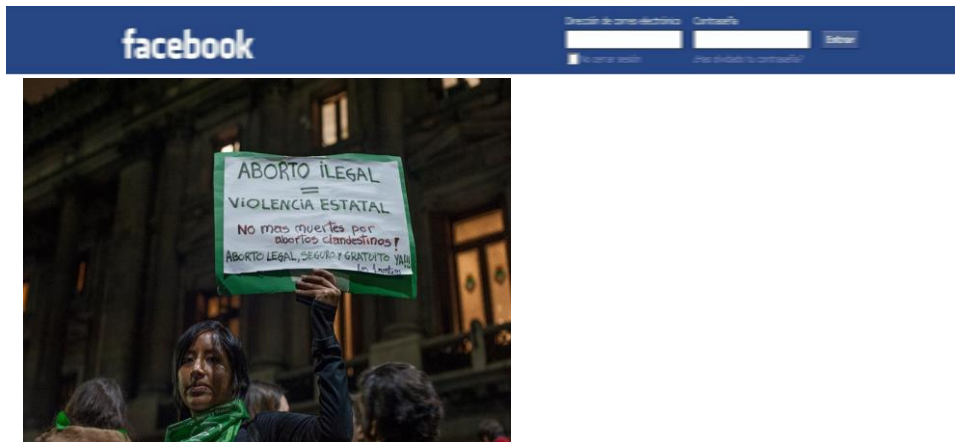 Dirección de correo electrónico Contraseña
facebook
Entrar
No cerrar sesión ¿Has olvidado tu contraseña?
ABORTO iLEGAL
=
ViOLENCiA ESTATAL
No mas muertes por
abortos clandestinos!
ABORTO LEGAL, SEGURO Y GRATUITO YA!!!